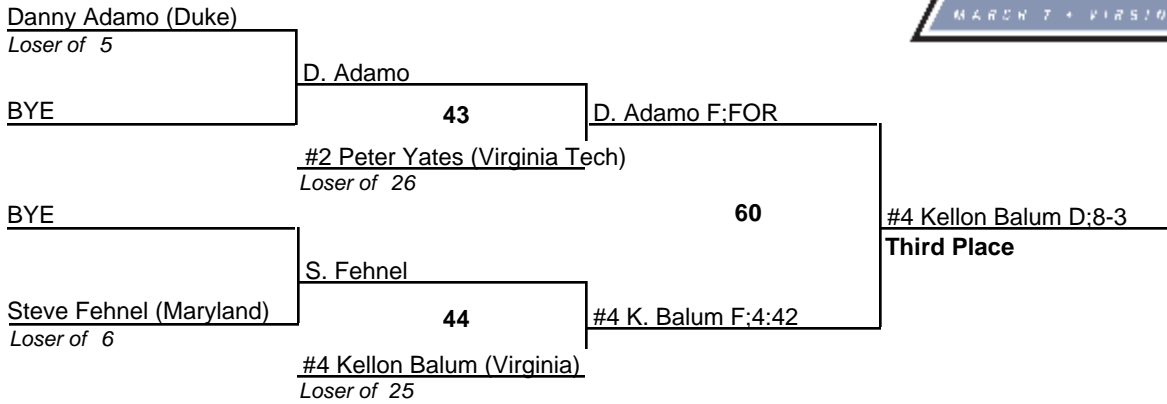 MARCH 7 • VIRGIN
Danny Adamo (Duke)
Loser of 5
D. Adamo
BYE
43
D. Adamo F;FOR
#2 Peter Yates (Virginia Tech)
Loser of 26
BYE
60
#4 Kellon Balum D;8-3
Third Place
S. Fehnel
Steve Fehnel (Maryland)
Loser of 6
44
#4 K. Balum F;4:42
#4 Kellon Balum (Virginia)
Loser of 25